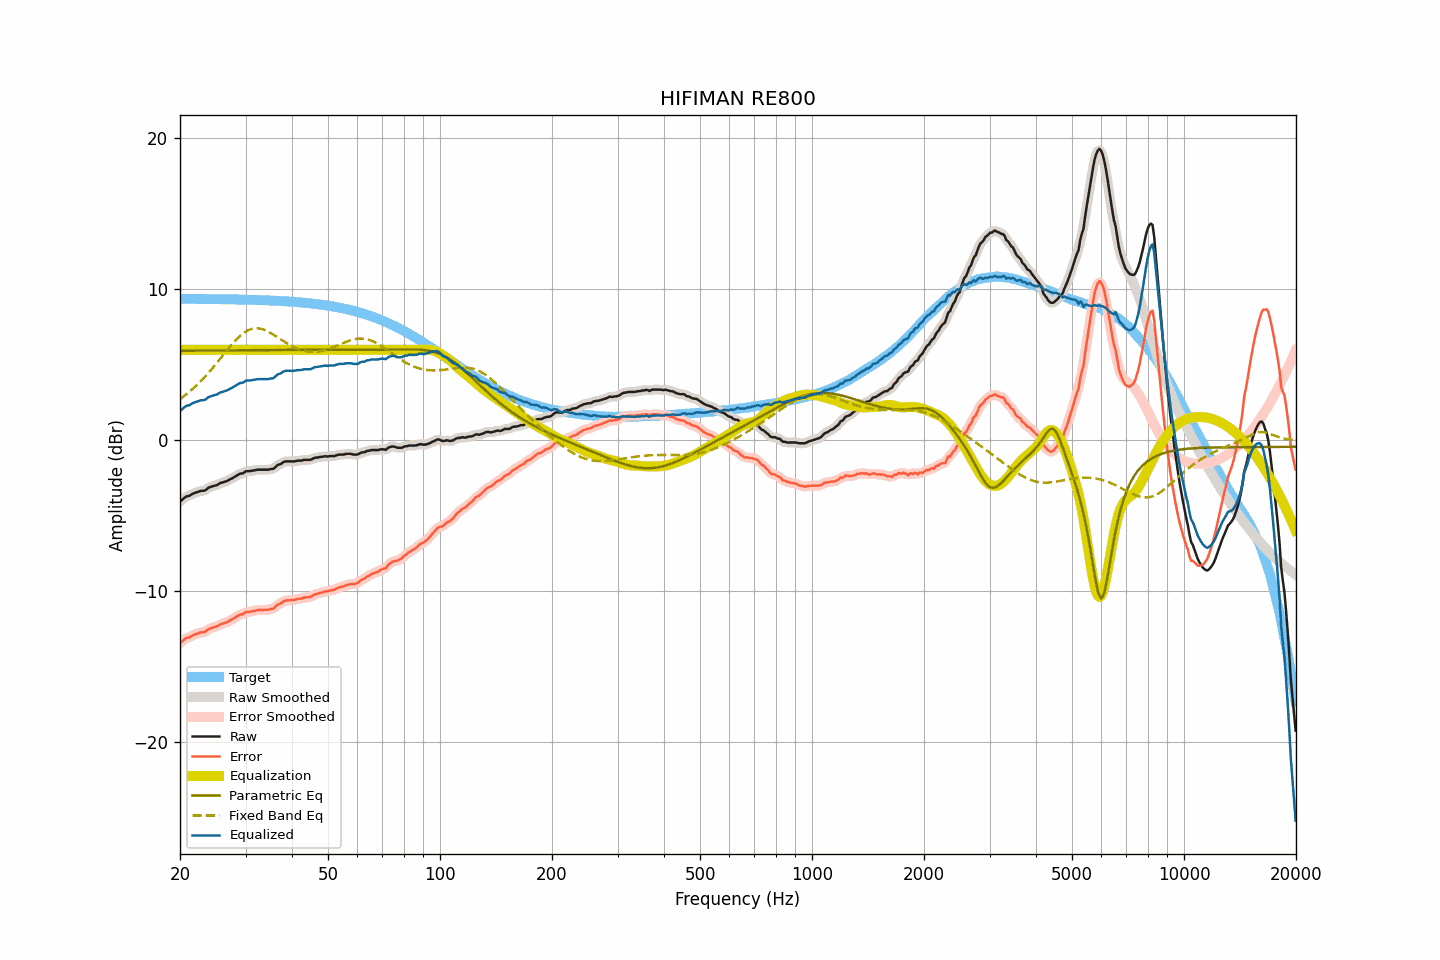 HIFIMAN RE800
Amplitude (dBr)
20
10
0
−10
−20
Target
Raw Smoothed
Error Smoothed
Raw
Error
Equalization
Parametric Eq
Fixed Band Eq
Equalized
20 50 100 200 500 1000 2000 5000 10000 20000
Frequency (Hz)